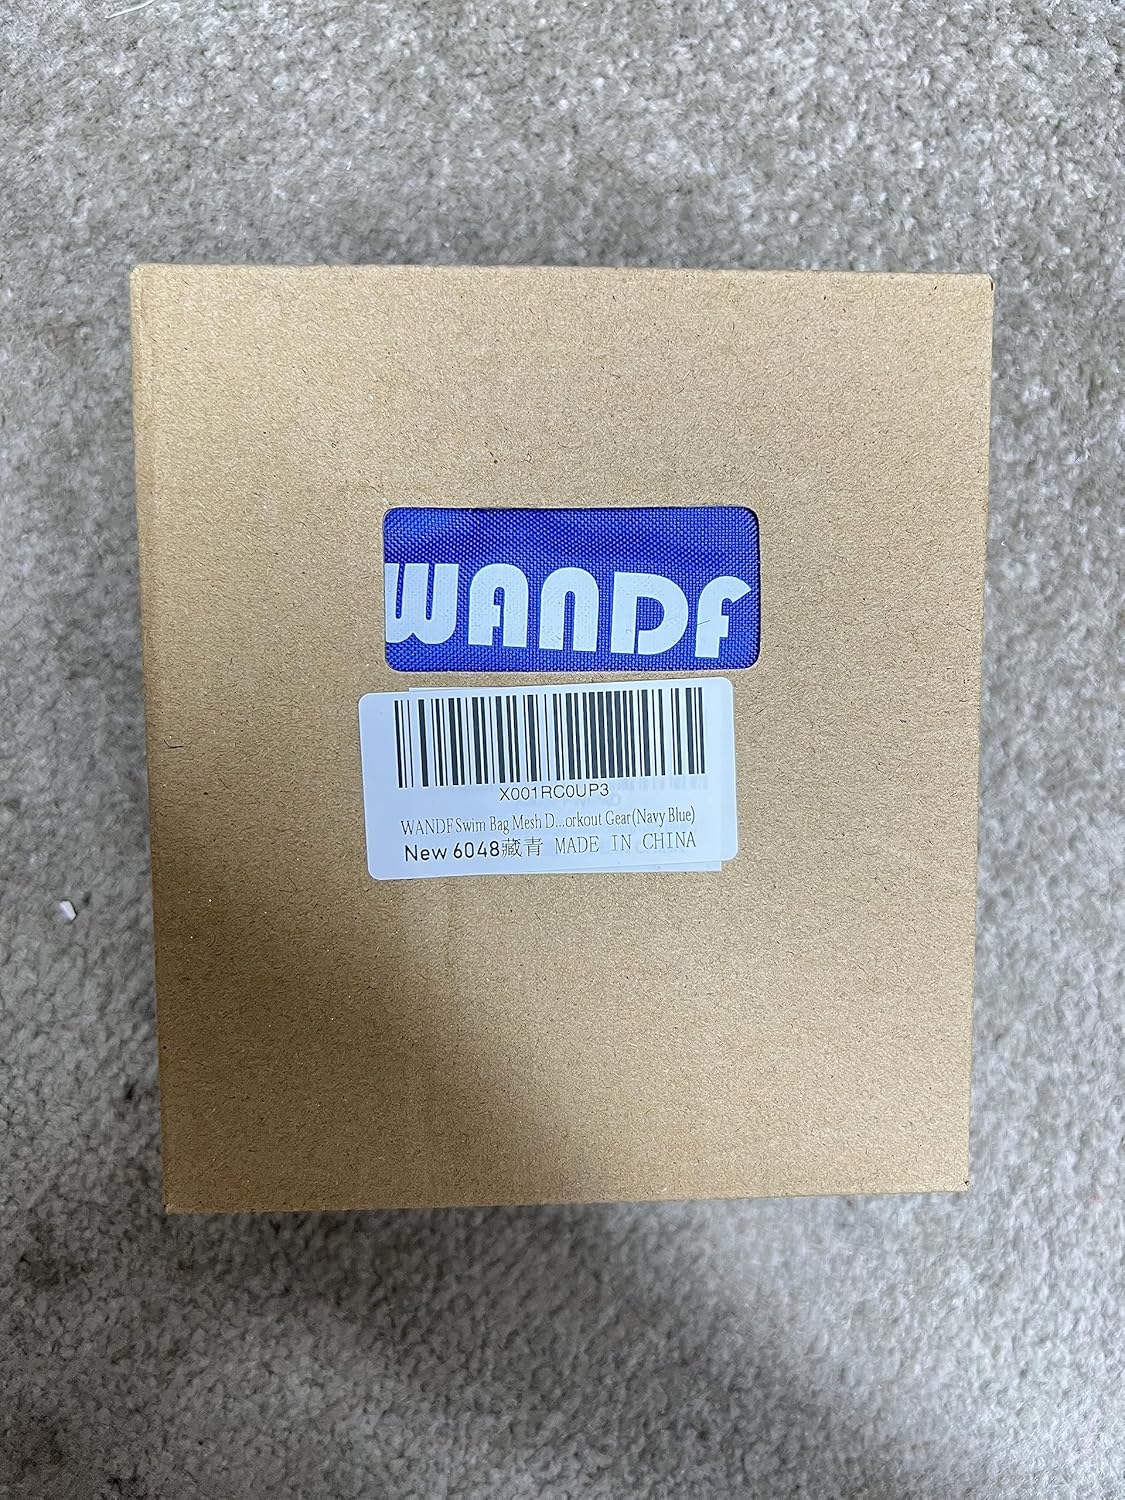 WANDF
X001RC0UP3
WANDF Swim Bag Mesh D...orkout Gear(Navy Blue)
New 6048藏青 MADE IN CHINA